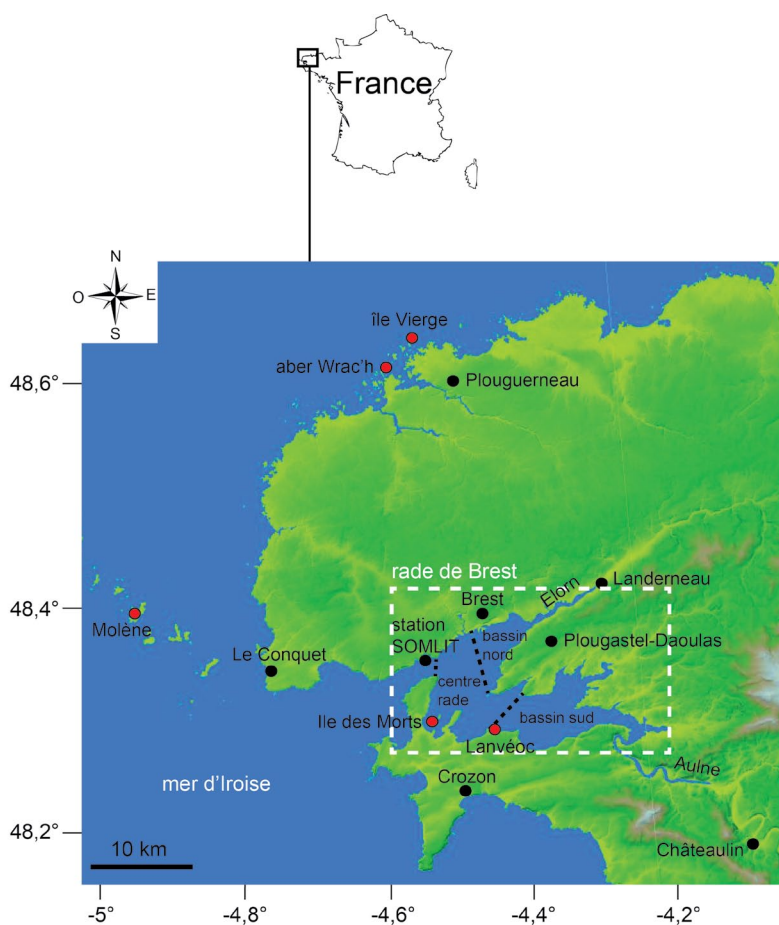 France
N
O
E
S
île Vierge
aber Wrac'h
48,6°
Plouguerneau
rade de Brest
Landerneau
Elorn
48,4°
Molène
Brest
station
SOMLIT
bassin
nord
Plougastel-Daoulas
Le Conquet
centre
rade
Ile des Morts
bassin sud
Lanvéoc
Aulne
mer d'Iroise
Crozon
48,2°
Châteaulin
10 km
-5°
-4,8°
-4,6°
-4,4°
-4,2°